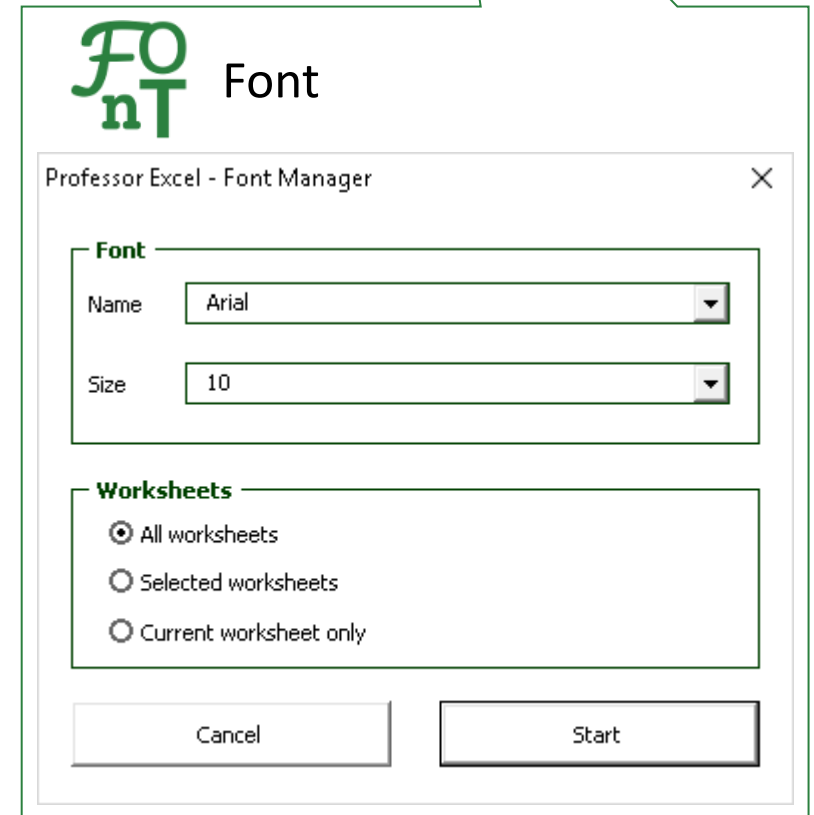 FOnT
Font
Professor Excel - Font Manager
Font
Name Arial
Size 10
Worksheets
All worksheets
Selected worksheets
Current worksheet only
Cancel Start